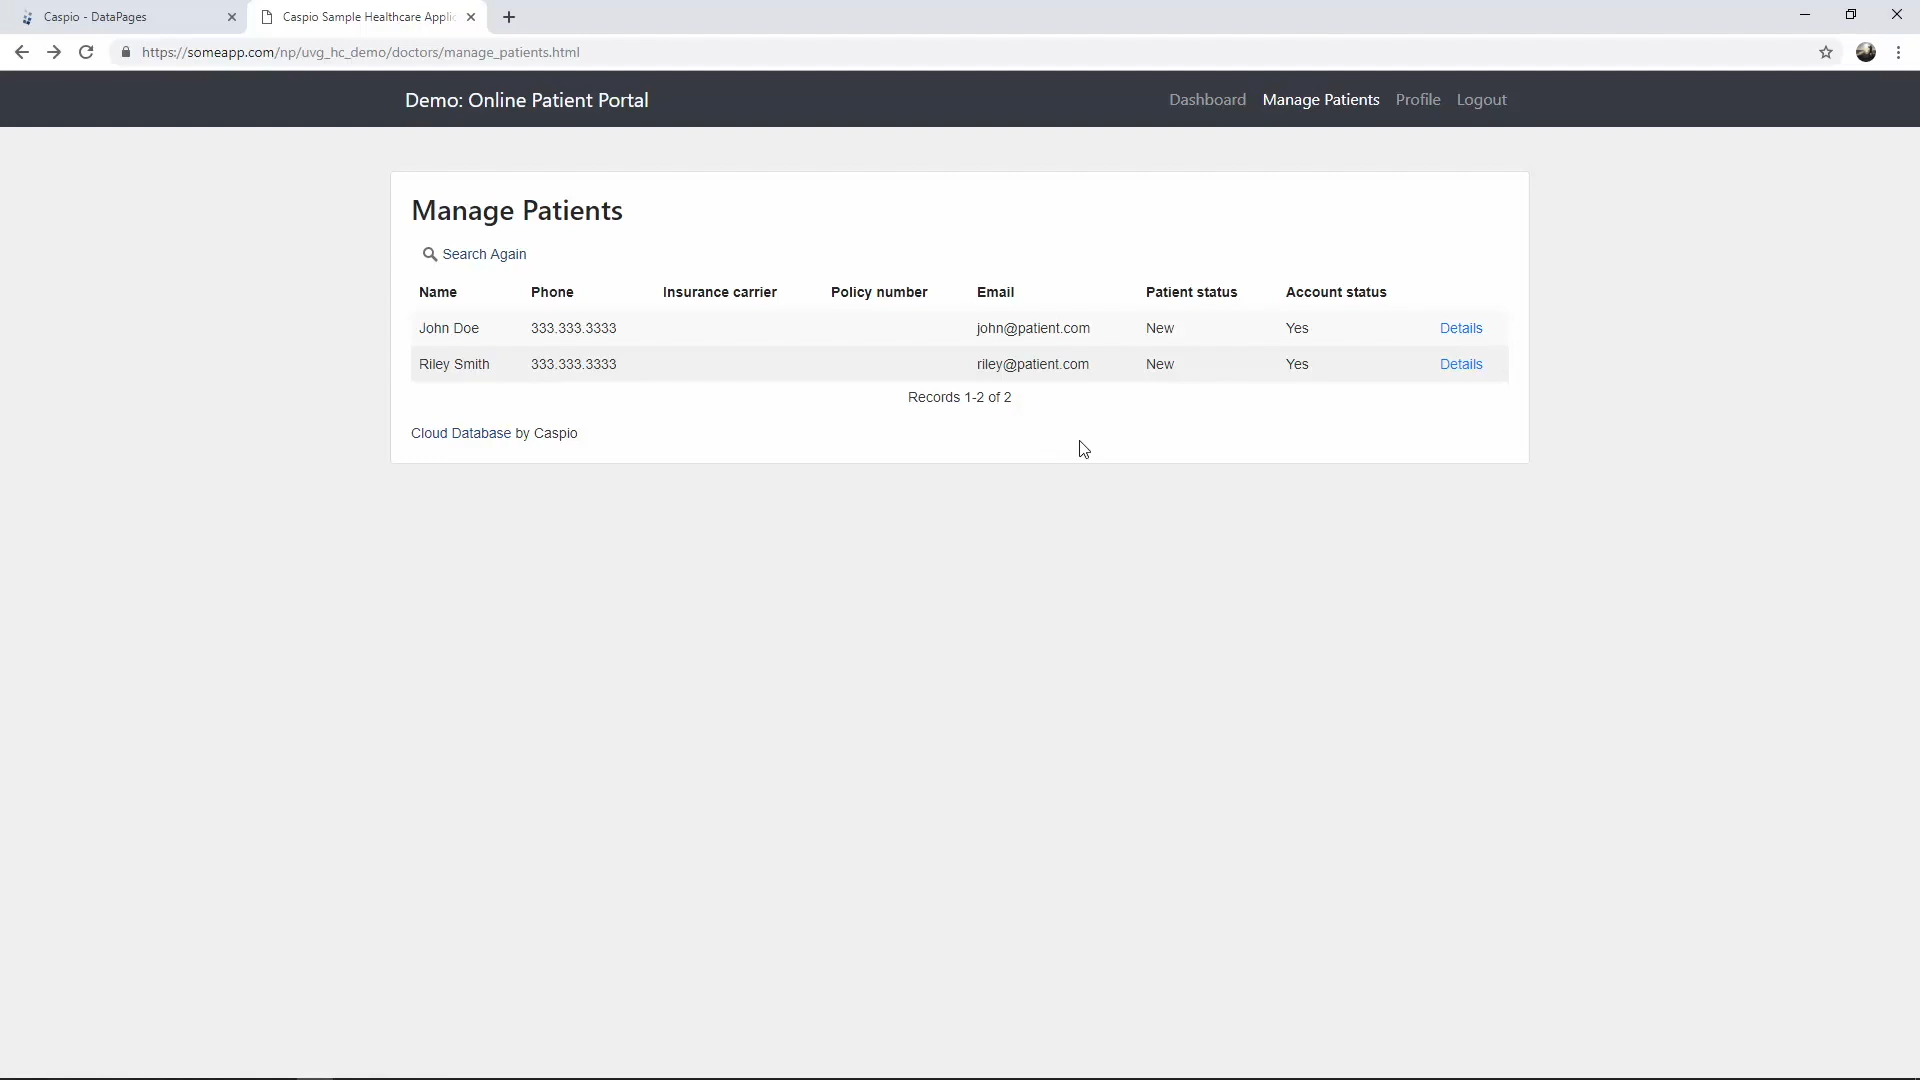 Caspio - DataPages
Caspio Sample Healthcare Applic
https://someapp.com/np/uvg_hc_demo/doctors/manage_patients.html
Demo: Online Patient Portal
Dashboard Manage Patients Profile Logout
Manage Patients
Search Again
Name Phone Insurance carrier Policy number Email Patient status Account status
John Doe 333.333.3333 john@patient.com New Yes Details
Riley Smith 333.333.3333 riley@patient.com New Yes Details
Records 1-2 of 2
Cloud Database by Caspio